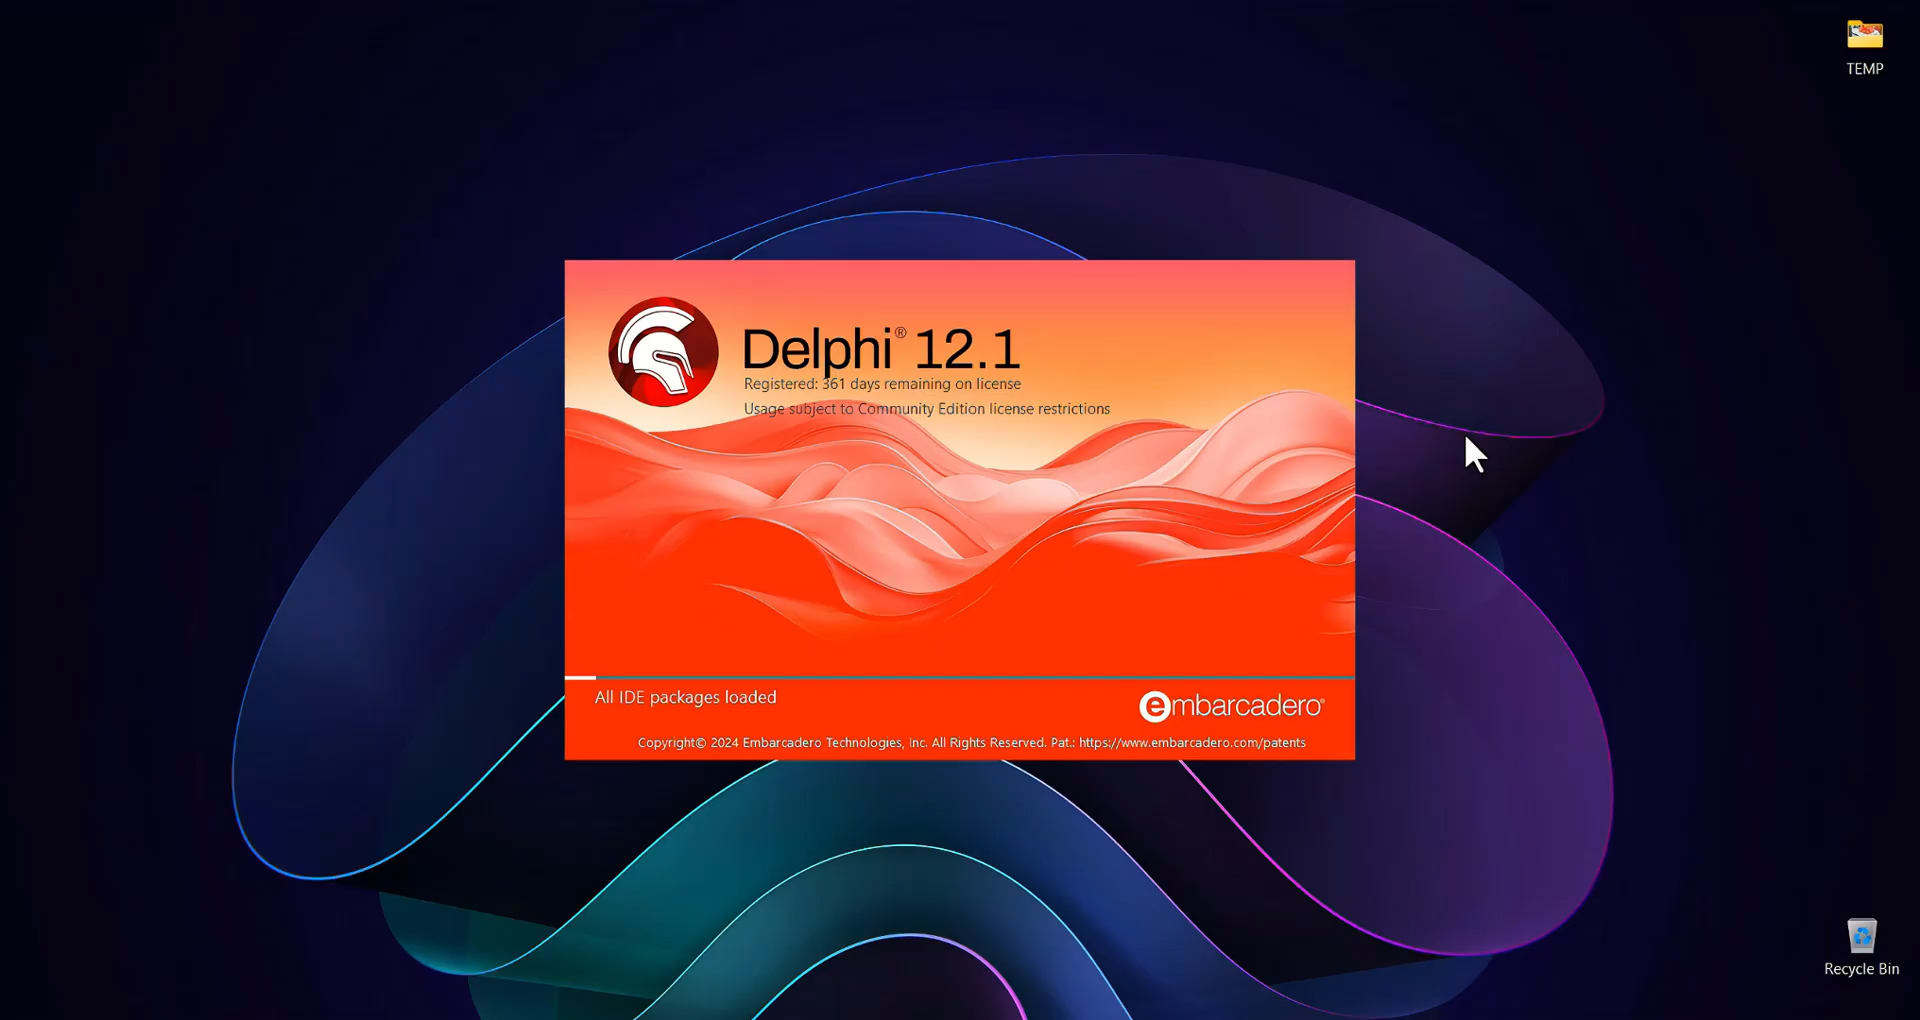 TEMP
Delphi® 12.1
Registered: 361 days remaining on license
Usage subject to Community Edition license restrictions
All IDE packages loaded
embarcadero®
Copyright© 2024 Embarcadero Technologies, Inc. All Rights Reserved. Pat.: https://www.embarcadero.com/patents
Recycle Bin